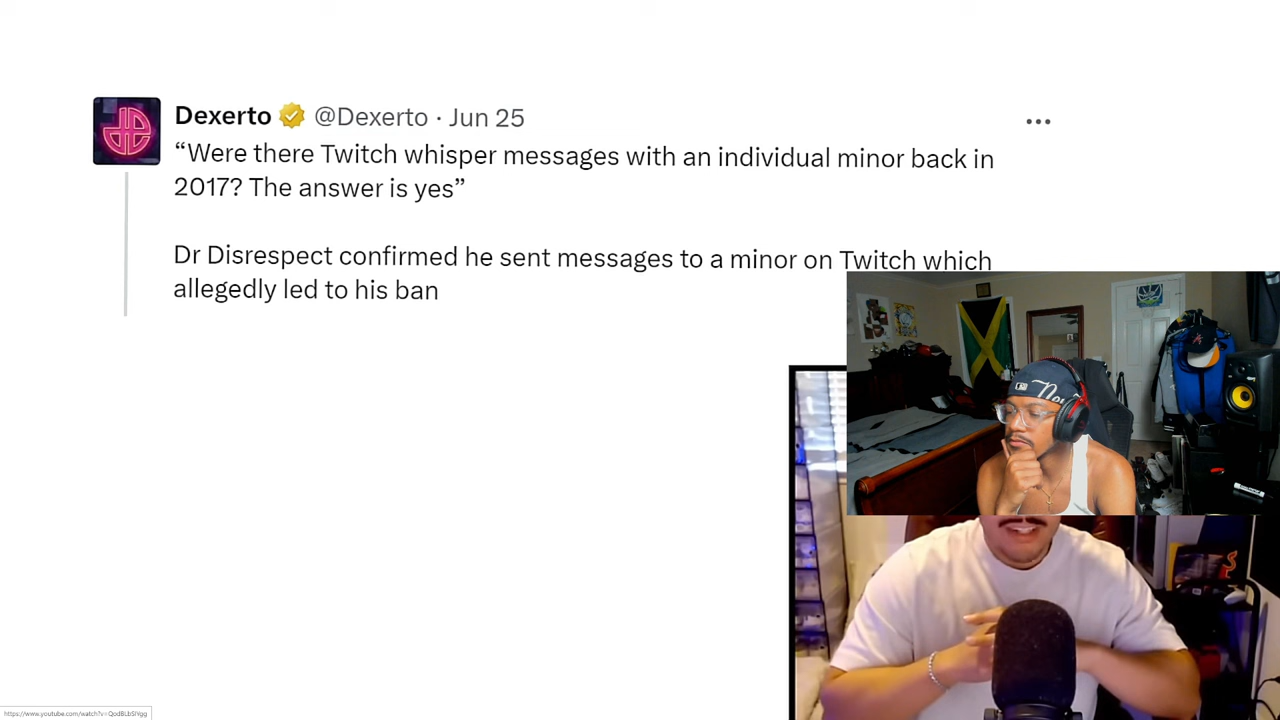 Dexerto @Dexerto · Jun 25
“Were there Twitch whisper messages with an individual minor back in
2017? The answer is yes”
Dr Disrespect confirmed he sent messages to a minor on Twitch which
allegedly led to his ban